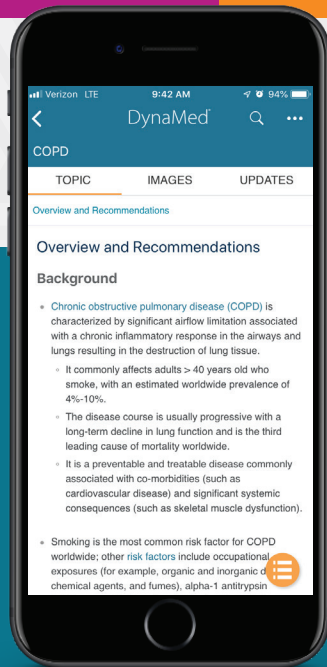 Verizon LTE 9:42 AM 94%
DynaMed
COPD
TOPIC IMAGES UPDATES
Overview and Recommendations
Overview and Recommendations
Background
• Chronic obstructive pulmonary disease (COPD) is
characterized by significant airflow limitation associated
with a chronic inflammatory response in the airways and
lungs resulting in the destruction of lung tissue.
◦ It commonly affects adults > 40 years old who
smoke, with an estimated worldwide prevalence of
4%-10%.
◦ The disease course is usually progressive with a
long-term decline in lung function and is the third
leading cause of mortality worldwide.
◦ It is a preventable and treatable disease commonly
associated with co-morbidities (such as
cardiovascular disease) and significant systemic
consequences (such as skeletal muscle dysfunction).
• Smoking is the most common risk factor for COPD
worldwide; other risk factors include occupational
exposures (for example, organic and inorganic
chemical agents, and fumes), alpha-1 antitrypsin